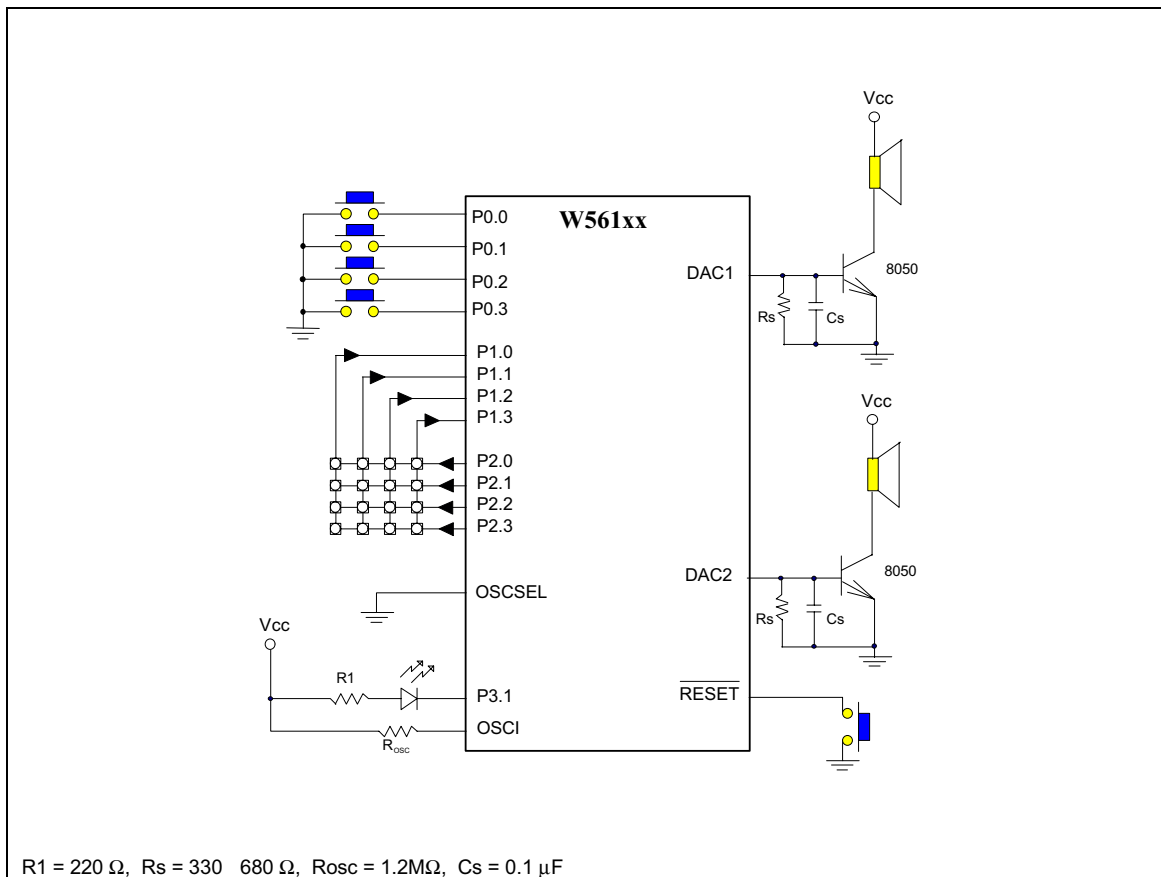 Vcc
W561xx
P0.0
P0.1
P0.2
P0.3
DAC1
8050
Rs
Cs
P1.0
P1.1
P1.2
P1.3
Vcc
P2.0
P2.1
P2.2
P2.3
DAC2
8050
Rs
Cs
OSCSEL
Vcc
R1
P3.1
RESET
OSCI
Rosc
R1 = 220 Ω, Rs = 330 680 Ω, Rosc = 1.2MΩ, Cs = 0.1 μF